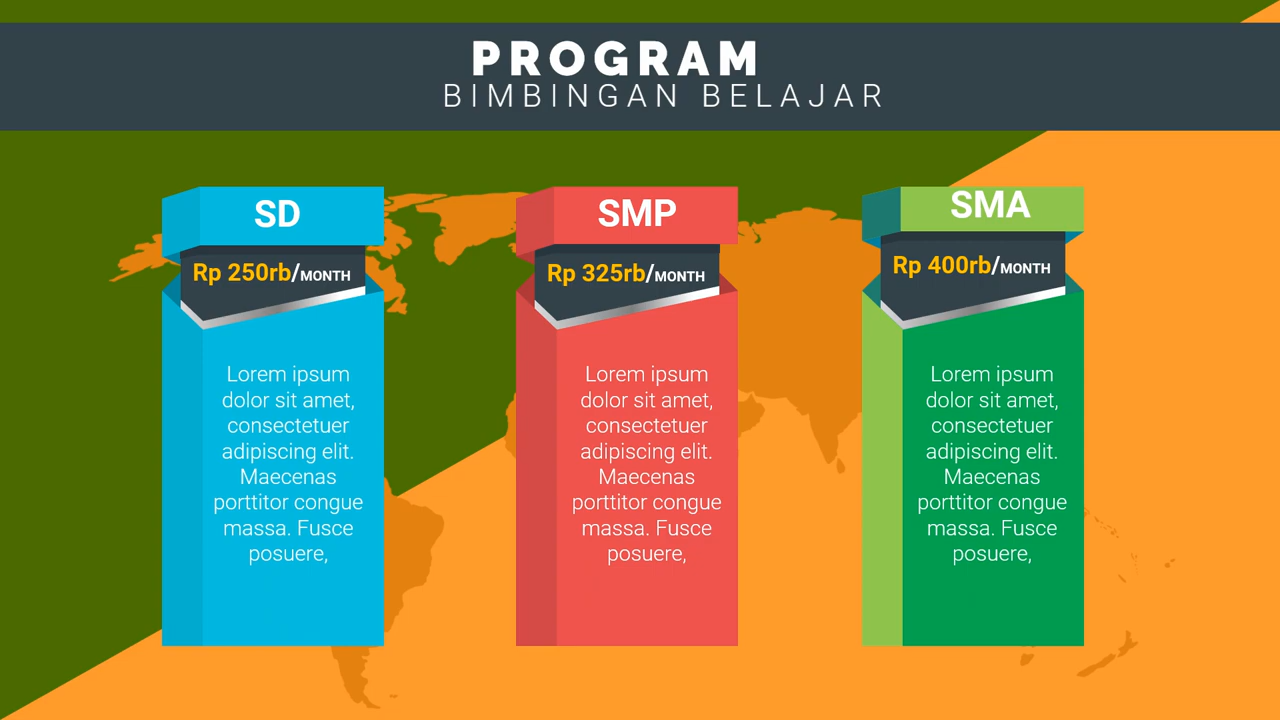 PROGRAM
BIMBINGAN BELAJAR
SD
Rp 250rb/MONTH
Lorem ipsum
dolor sit amet,
consectetuer
adipiscing elit.
Maecenas
porttitor congue
massa. Fusce
posuere,
SMP
Rp 325rb/MONTH
Lorem ipsum
dolor sit amet,
consectetuer
adipiscing elit.
Maecenas
porttitor congue
massa. Fusce
posuere,
SMA
Rp 400rb/MONTH
Lorem ipsum
dolor sit amet,
consectetuer
adipiscing elit.
Maecenas
porttitor congue
massa. Fusce
posuere,